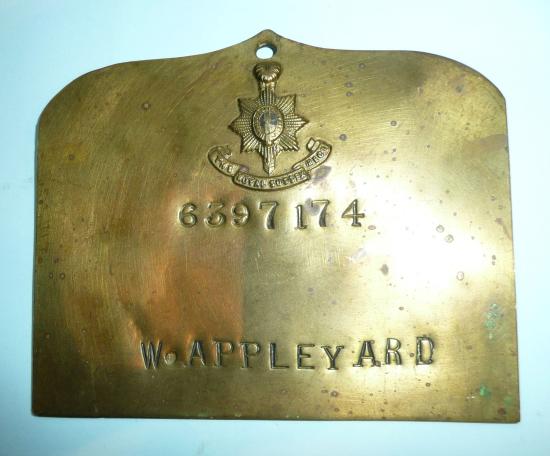 THE ROYAL SUSSEX REGT
6397174
W. APPLEYARD